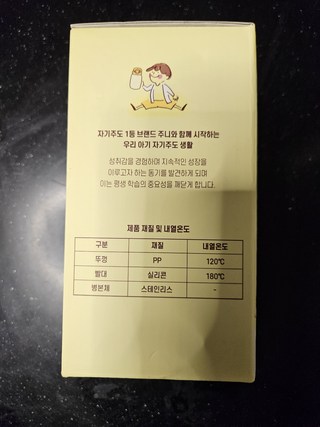 자기주도 1등 브랜드 주니와 함께 시작하는
우리 아기 자기주도 생활
성취감을 경험하며 지속적인 성장을
이루고자 하는 동기를 발견하게 되며
이는 평생 학습의 중요성을 깨닫게 합니다.
제품 재질 및 내열온도
구분 재질 내열온도
뚜껑 PP 120℃
빨대 실리콘 180℃
병본체 스테인리스 -